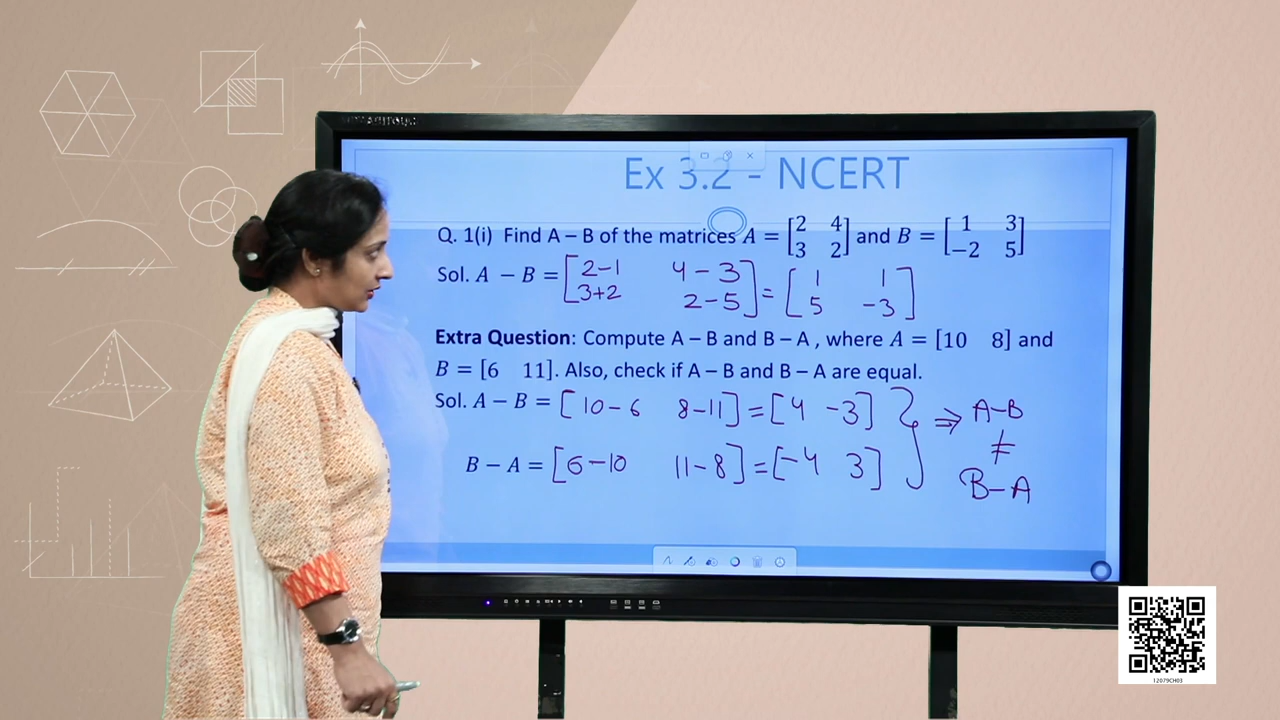 Ex 3.2 - NCERT
Q. 1(i) Find A – B of the matrices A = [2 4 3 2] and B = [1 3 −2 5]
Sol. A − B = [2−1 4−3 3+2 2−5] = [1 1 5 −3]
Extra Question: Compute A – B and B – A , where A = [10 8] and
B = [6 11]. Also, check if A – B and B – A are equal.
Sol. A − B = [10−6 8−11] = [4 −3] ⇒ A−B
≠
B − A = [6−10 11−8] = [−4 3] B−A
12079CH03